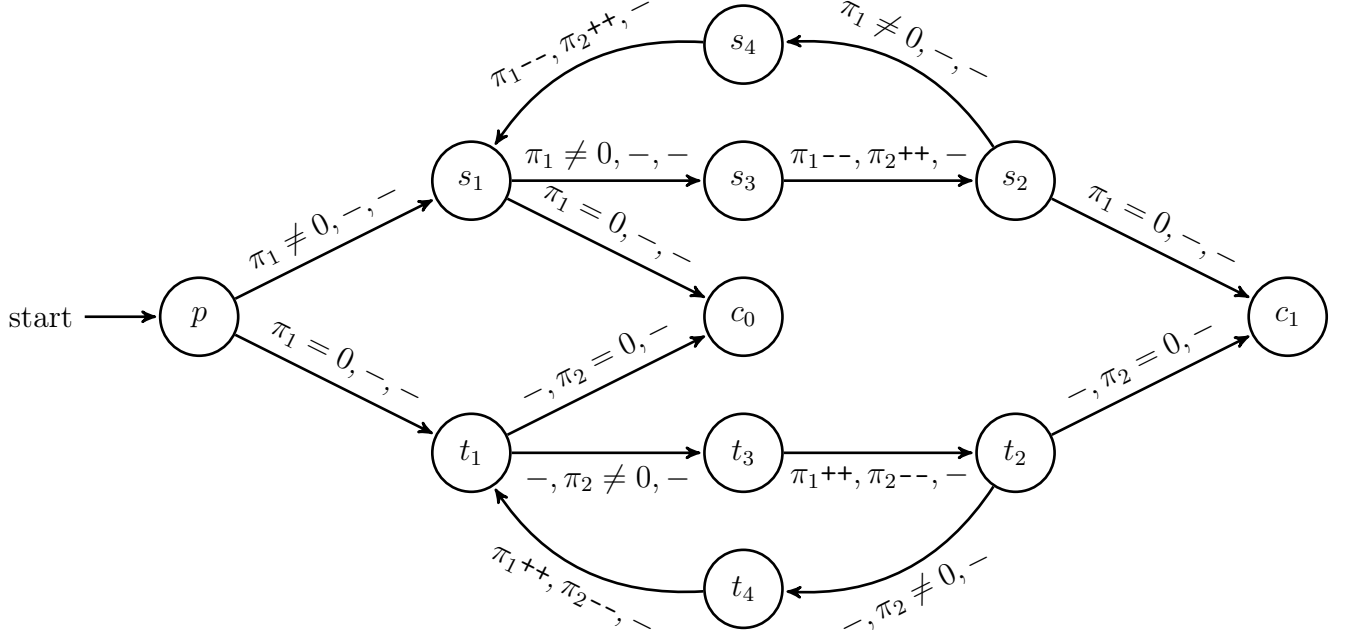 s₄
π₁--, π₂++, –
π₁ ≠ 0, –, –
s₁
π₁ ≠ 0, –, –
s₃
π₁--, π₂++, –
s₂
π₁ ≠ 0, –, –
π₁ = 0, –, –
π₁ = 0, –, –
start
p
c₀
c₁
π₁ = 0, –, –
–, π₂ = 0, –
–, π₂ = 0, –
t₁
–, π₂ ≠ 0, –
t₃
π₁++, π₂--, –
t₂
π₁++, π₂--, –
t₄
–, π₂ ≠ 0, –